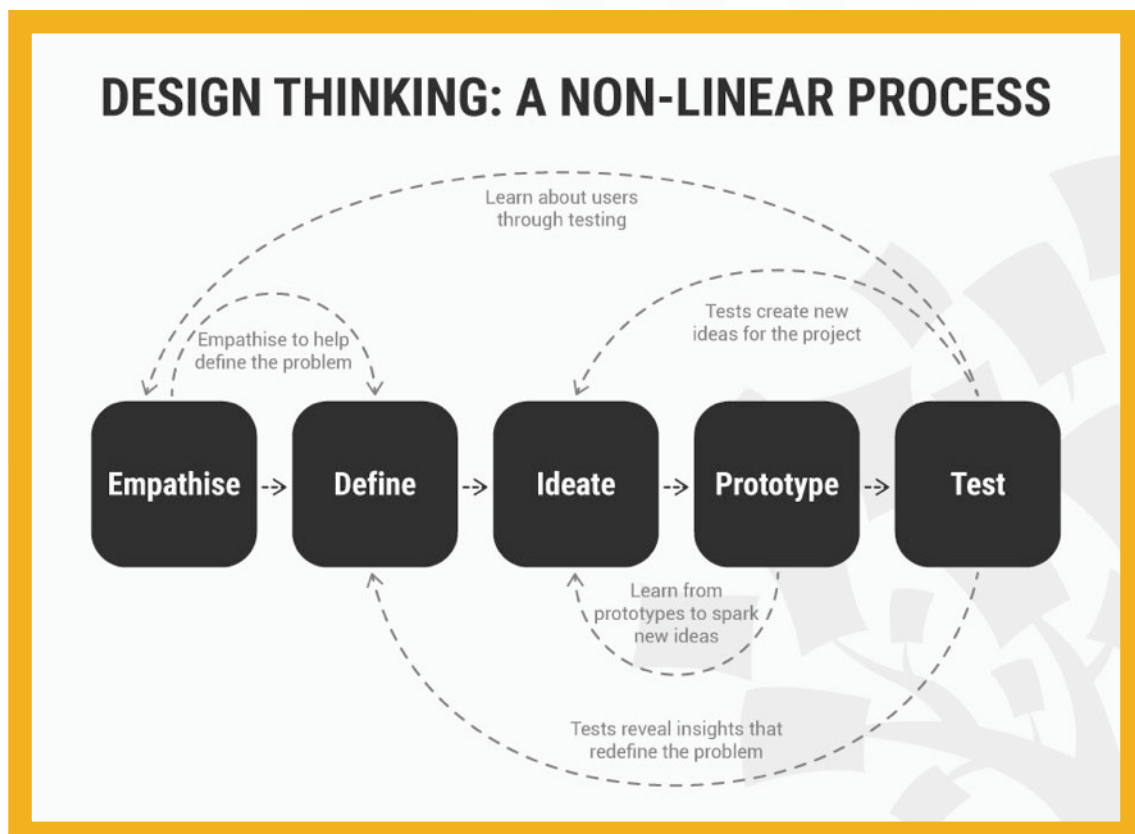 DESIGN THINKING: A NON-LINEAR PROCESS
Learn about users
through testing
Tests create new
ideas for the project
Empathise to help
define the problem
Empathise
Define
Ideate
Prototype
Test
Learn from
prototypes to spark
new ideas
Tests reveal insights that
redefine the problem